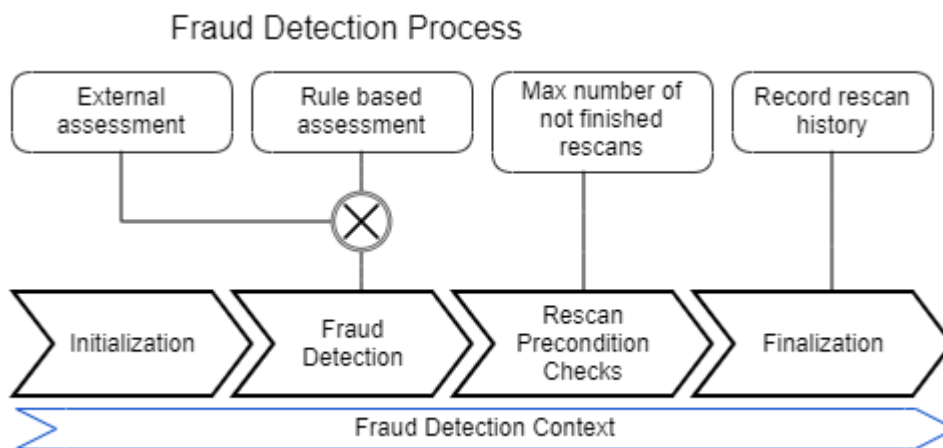 Fraud Detection Process
External
assessment
Rule based
assessment
Max number of
not finished
rescans
Record rescan
history
Initialization
Fraud
Detection
Rescan
Precondition
Checks
Finalization
Fraud Detection Context